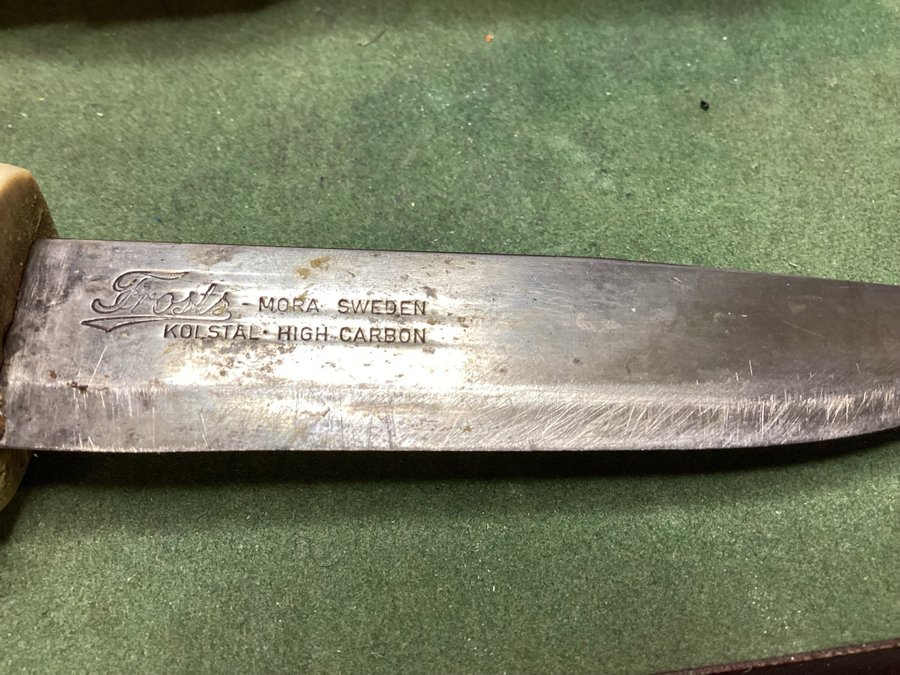 Frosts MORA SWEDEN
KOLSTÅL HIGH CARBON